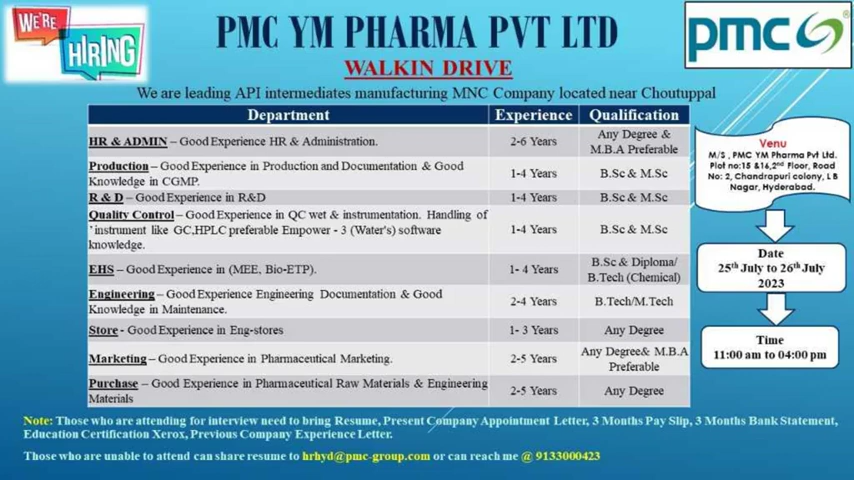 WE'RE
HIRING
PMC YM PHARMA PVT LTD
WALKIN DRIVE
pmc
®
We are leading API intermediates manufacturing MNC Company located near Choutuppal
Department Experience Qualification
HR & ADMIN – Good Experience HR & Administration. 2-6 Years Any Degree &
M.B.A Preferable
Production – Good Experience in Production and Documentation & Good
Knowledge in CGMP. 1-4 Years B.Sc & M.Sc
R & D – Good Experience in R&D 1-4 Years B.Sc & M.Sc
Quality Control – Good Experience in QC wet & instrumentation. Handling of
instrument like GC,HPLC preferable Empower - 3 (Water's) software
knowledge. 1-4 Years B.Sc & M.Sc
EHS – Good Experience in (MEE, Bio-ETP). 1- 4 Years B.Sc & Diploma/
B.Tech (Chemical)
Engineering – Good Experience Engineering Documentation & Good
Knowledge in Maintenance. 2-4 Years B.Tech/M.Tech
Store - Good Experience in Eng-stores 1- 3 Years Any Degree
Marketing – Good Experience in Pharmaceutical Marketing. 2-5 Years Any Degree& M.B.A
Preferable
Purchase – Good Experience in Pharmaceutical Raw Materials & Engineering
Materials 2-5 Years Any Degree
Venu
M/S , PMC YM Pharma Pvt Ltd.
Plot no:15 &16,2nd Floor, Road
No: 2, Chandrapuri colony, L B
Nagar, Hyderabad.
Date
25th July to 26th July
2023
Time
11:00 am to 04:00 pm
Note: Those who are attending for interview need to bring Resume, Present Company Appointment Letter, 3 Months Pay Slip, 3 Months Bank Statement,
Education Certification Xerox, Previous Company Experience Letter.
Those who are unable to attend can share resume to hrhyd@pmc-group.com or can reach me @ 9133000423